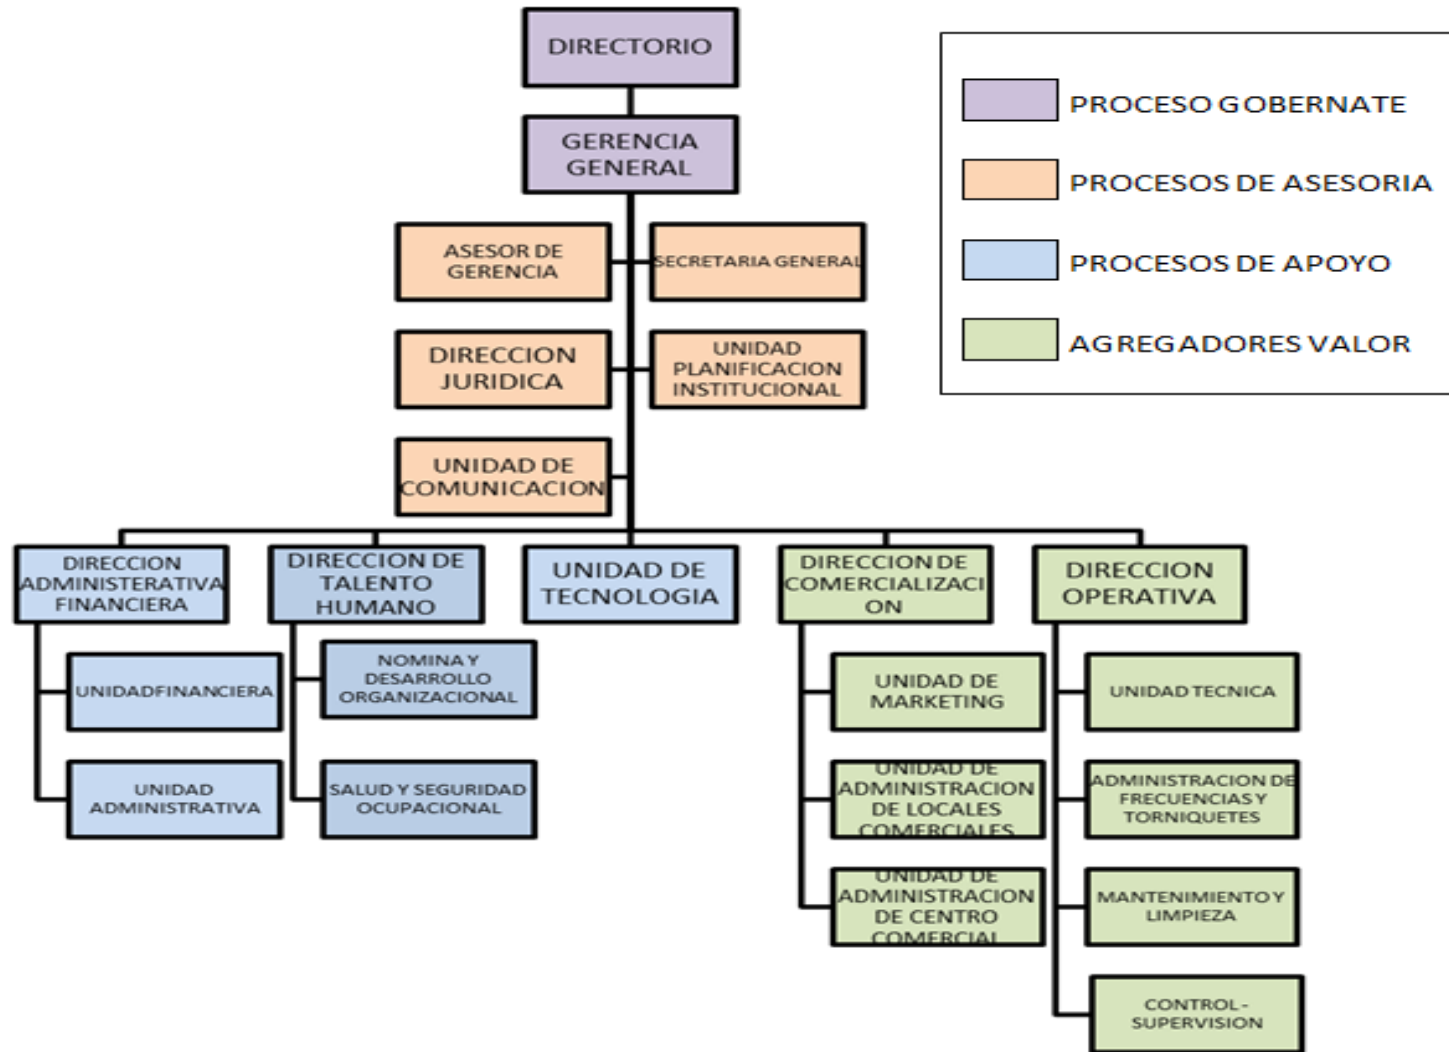 DIRECTORIO
GERENCIA
GENERAL
PROCESO GOBERNATE
PROCESOS DE ASESORIA
PROCESOS DE APOYO
AGREGADORES VALOR
ASESOR DE
GERENCIA
SECRETARIA GENERAL
DIRECCION
JURIDICA
UNIDAD
PLANIFICACION
INSTITUCIONAL
UNIDAD DE
COMUNICACION
DIRECCION
ADMINISTERATIVA
FINANCIERA
DIRECCION DE
TALENTO
HUMANO
UNIDAD DE
TECNOLOGIA
DIRECCION DE
COMERCIALIZACI
ON
DIRECCION
OPERATIVA
UNIDAD FINANCIERA
UNIDAD
ADMINISTRATIVA
NOMINA Y
DESARROLLO
ORGANIZACIONAL
SALUD Y SEGURIDAD
OCUPACIONAL
UNIDAD DE
MARKETING
UNIDAD DE
ADMINISTRACION
DE LOCALES
COMERCIALES
UNIDAD DE
ADMINISTRACION
DE CENTRO
COMERCIAL
UNIDAD TECNICA
ADMINISTRACION DE
FRECUENCIAS Y
TORNIQUETES
MANTENIMIENTO Y
LIMPIEZA
CONTROL -
SUPERVISION